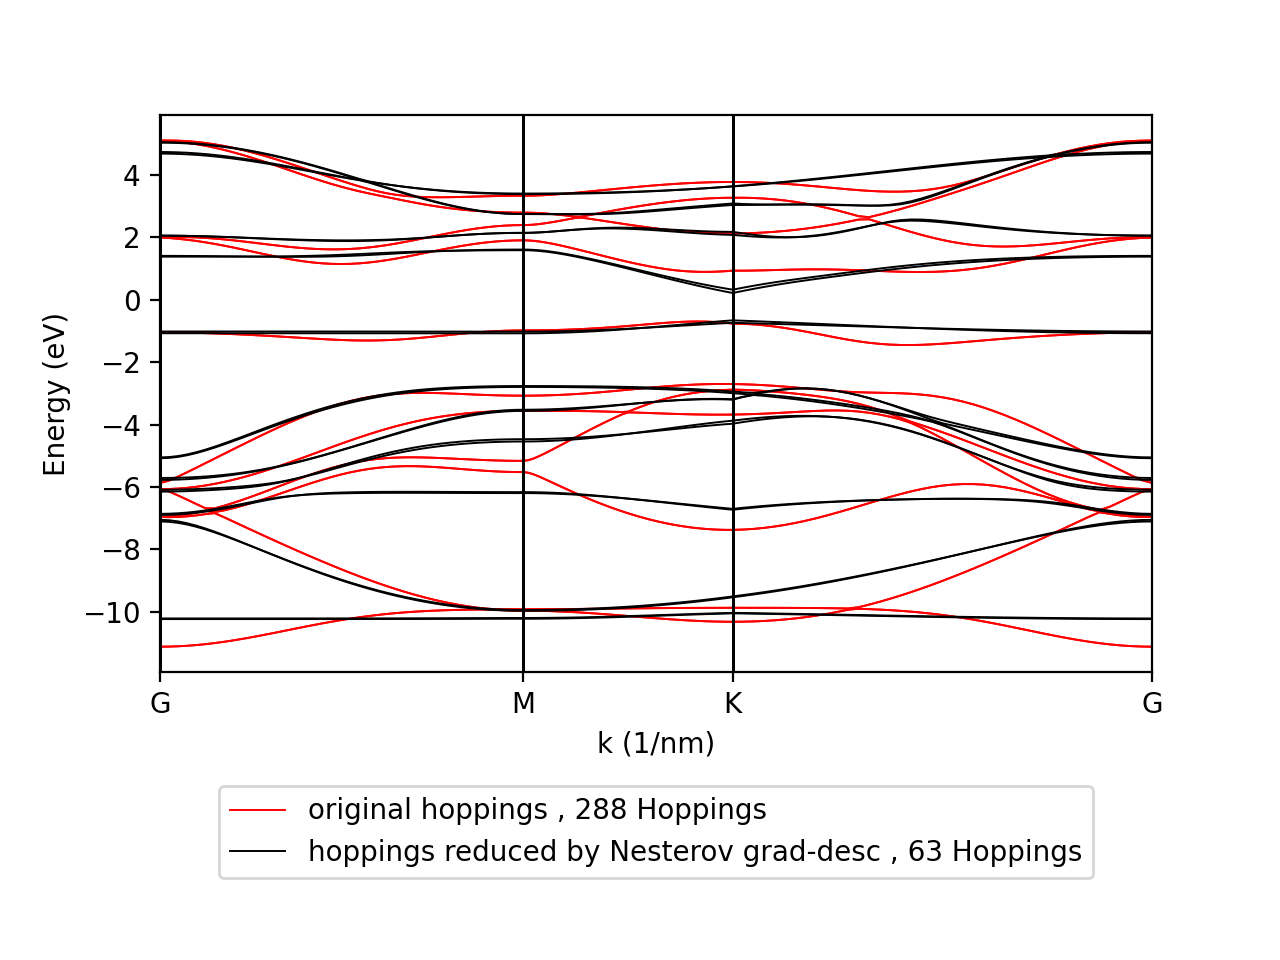 4
2
0
−2
−4
−6
−8
−10
Energy (eV)
G M K G
k (1/nm)
original hoppings , 288 Hoppings
hoppings reduced by Nesterov grad-desc , 63 Hoppings